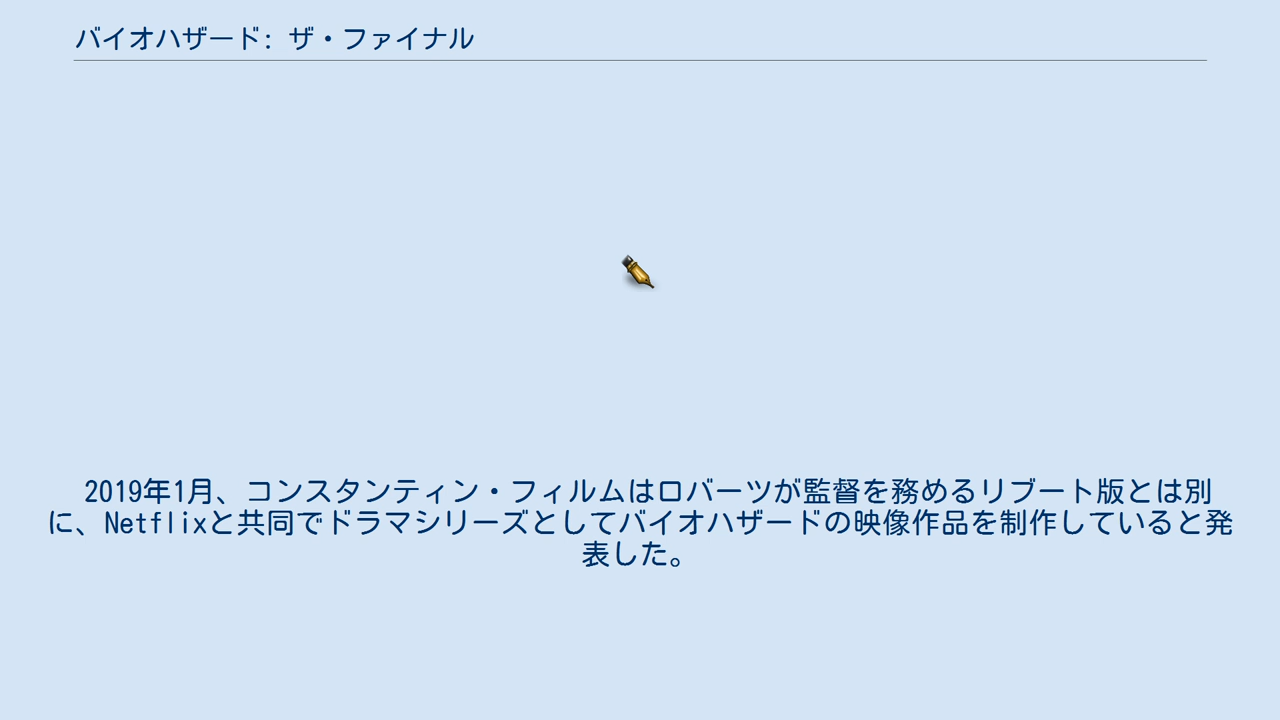 バイオハザード: ザ・ファイナル
2019年1月、コンスタンティン・フィルムはロバーツが監督を務めるリブート版とは別
に、Netflixと共同でドラマシリーズとしてバイオハザードの映像作品を制作していると発
表した。